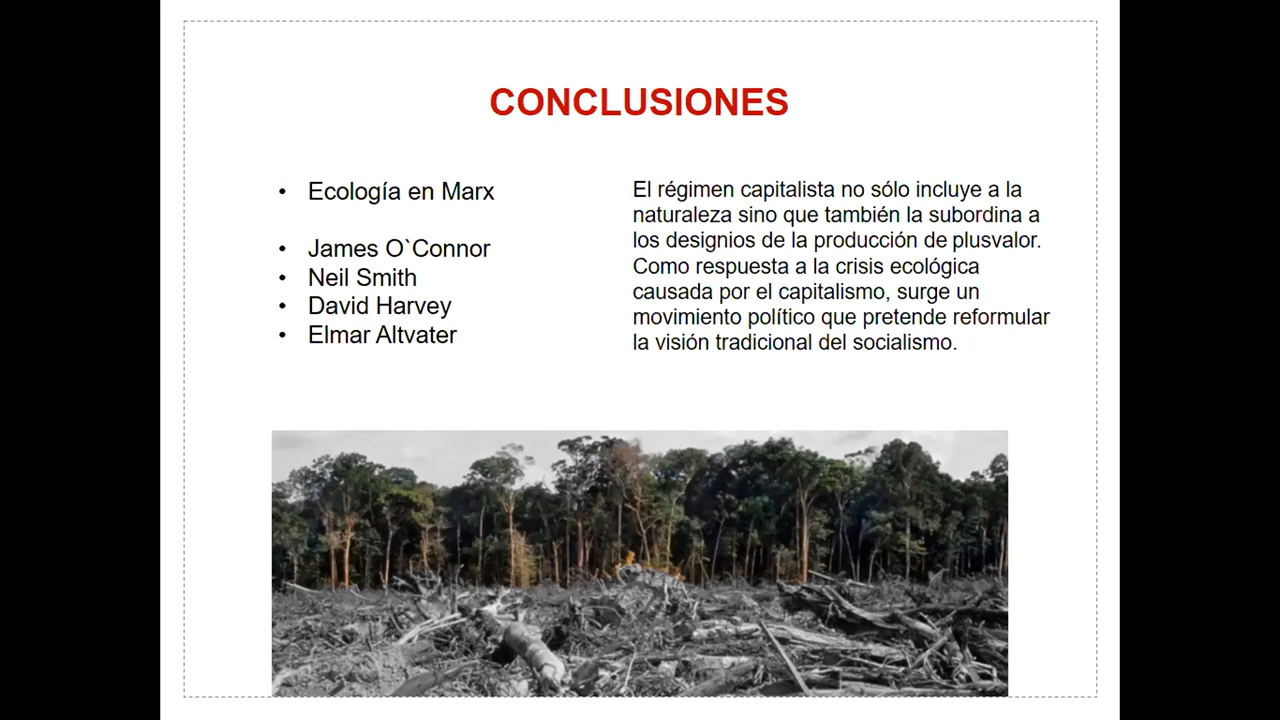 CONCLUSIONES
• Ecología en Marx
• James O`Connor
• Neil Smith
• David Harvey
• Elmar Altvater
El régimen capitalista no sólo incluye a la
naturaleza sino que también la subordina a
los designios de la producción de plusvalor.
Como respuesta a la crisis ecológica
causada por el capitalismo, surge un
movimiento político que pretende reformular
la visión tradicional del socialismo.